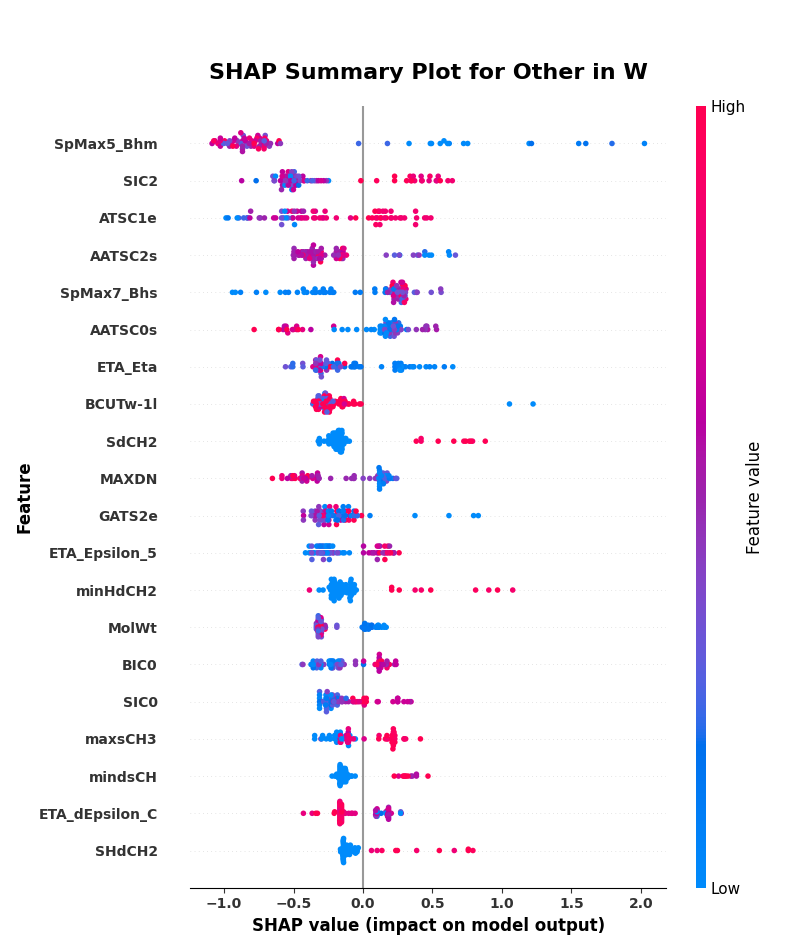 SHAP Summary Plot for Other in W
High
SpMax5_Bhm
SIC2
ATSC1e
AATSC2s
SpMax7_Bhs
AATSC0s
ETA_Eta
BCUTw-1l
SdCH2
MAXDN
GATS2e
ETA_Epsilon_5
minHdCH2
MolWt
BIC0
SIC0
maxsCH3
mindsCH
ETA_dEpsilon_C
SHdCH2
Feature
Feature value
Low
−1.0 −0.5 0.0 0.5 1.0 1.5 2.0
SHAP value (impact on model output)